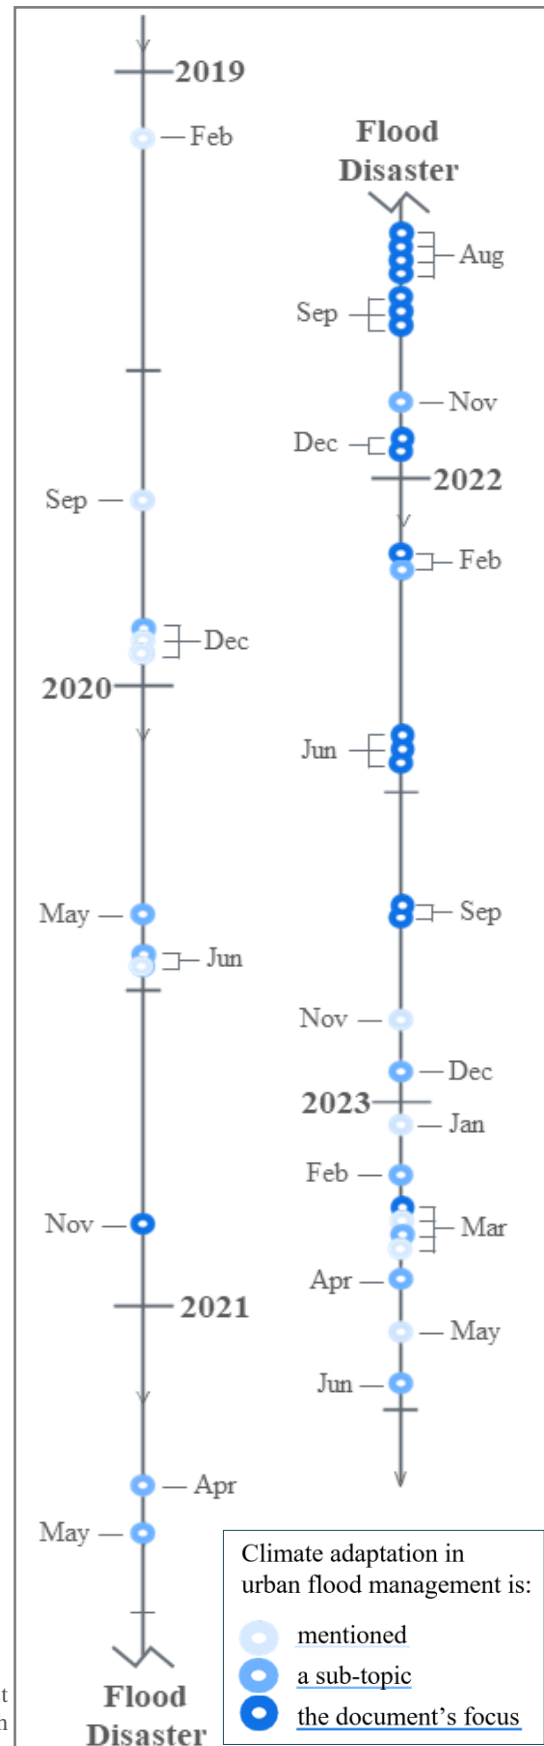 2019
Feb
Sep
Dec
2020
May
Jun
Nov
2021
Apr
May
Flood
Disaster
t
n
Flood
Disaster
Aug
Sep
Nov
Dec
2022
Feb
Jun
Sep
Nov
Dec
2023
Jan
Feb
Mar
Apr
May
Jun
Climate adaptation in
urban flood management is:
mentioned
a sub-topic
the document's focus